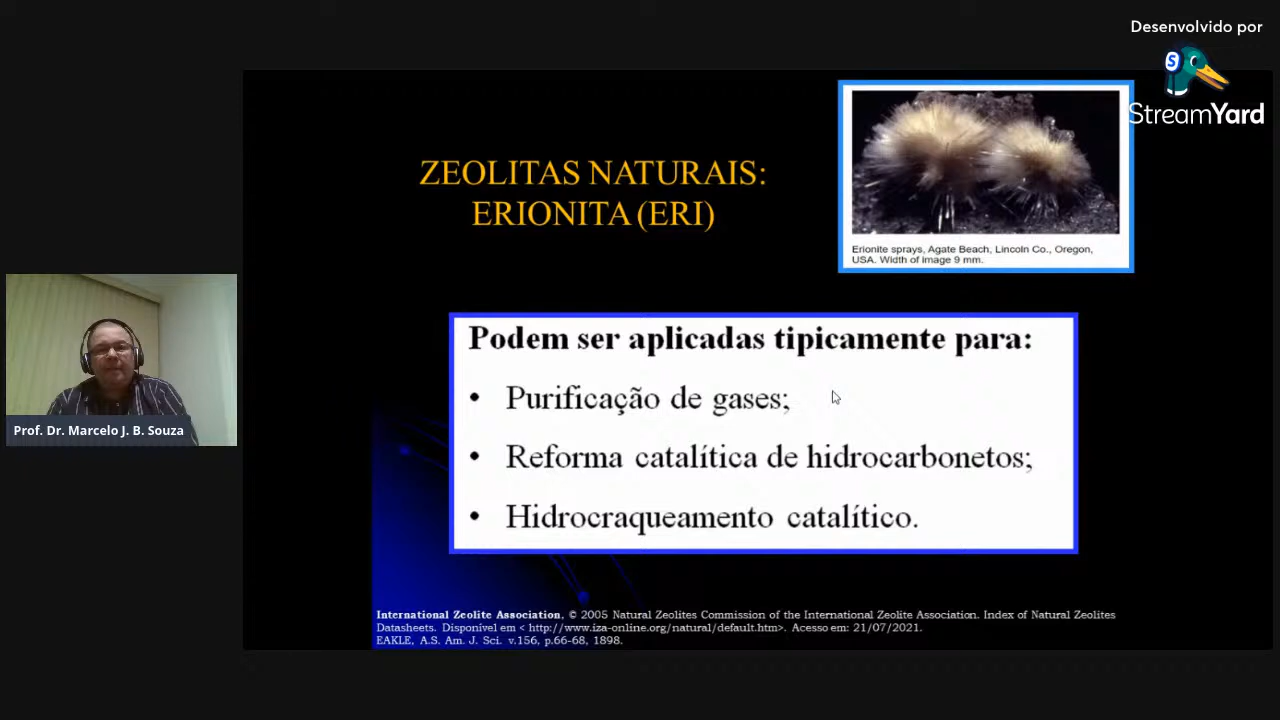 Desenvolvido por
StreamYard
ZEOLITAS NATURAIS:
ERIONITA (ERI)
Erionite sprays, Agate Beach, Lincoln Co., Oregon,
USA. Width of image 9 mm.
Podem ser aplicadas tipicamente para:
• Purificação de gases;
• Reforma catalítica de hidrocarbonetos;
• Hidrocraqueamento catalítico.
Prof. Dr. Marcelo J. B. Souza
International Zeolite Association, © 2005 Natural Zeolites Commission of the International Zeolite Association. Index of Natural Zeolites
Datasheets. Disponível em < http://www.iza-online.org/natural/default.htm>. Acesso em: 21/07/2021.
EAKLE, A.S. Am. J. Sci. v.156, p.66-68, 1898.